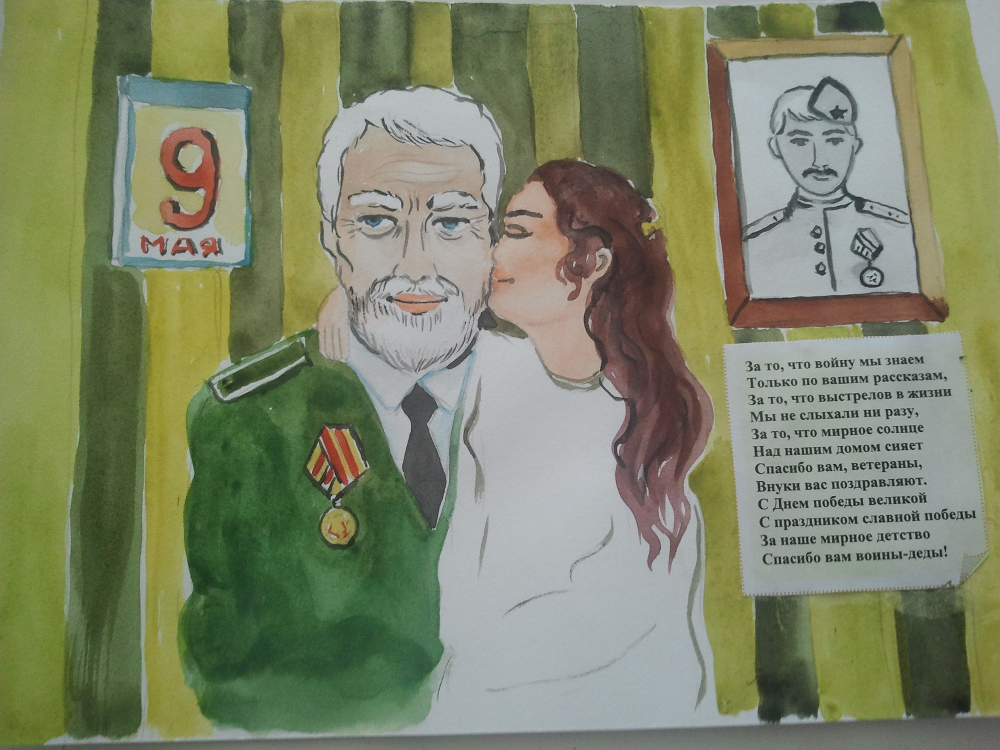 9
МАЯ
За то, что войну мы знаем
Только по вашим рассказам,
За то, что выстрелов в жизни
Мы не слыхали ни разу,
За то, что мирное солнце
Над нашим домом сияет
Спасибо вам, ветераны,
Внуки вас поздравляют.
С Днем победы великой
С праздником славной победы
За наше мирное детство
Спасибо вам воины-деды!